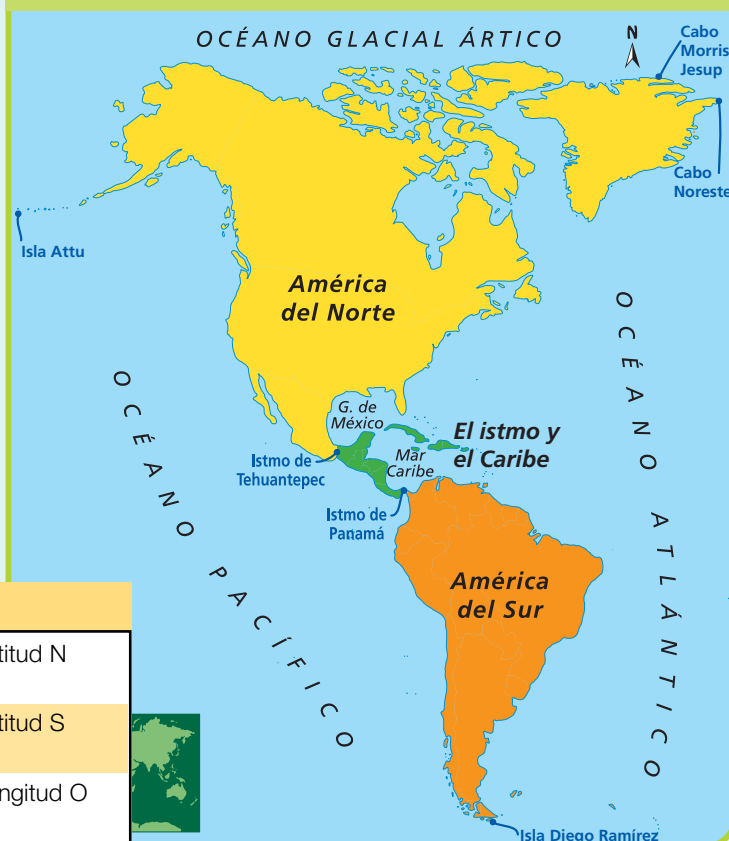 OCÉANO GLACIAL ÁRTICO
N
Cabo
Morris
Jesup
Cabo
Noreste
Isla Attu
América
del Norte
OCÉANO ATLÁNTICO
OCÉANO PACÍFICO
G. de
México
El istmo y
el Caribe
Mar
Caribe
Istmo de
Tehuantepec
Istmo de
Panamá
América
del Sur
titud N
titud S
ngitud O
Isla Diego Ramírez